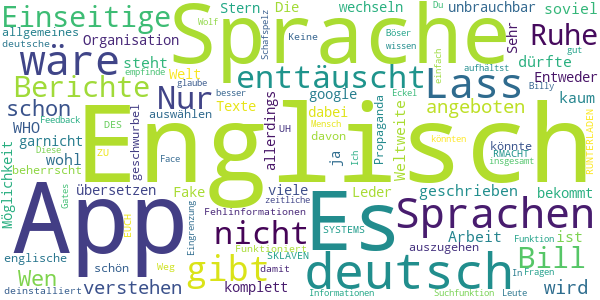 Einseitige Sprache Stern Die wechseln unbrauchbar soviel
allgemeines Organisation Wolf Schafspelz Keine Böser wissen Du Sehr Ruhe
deutsche wäre steht enttäuscht Lass dürfte
empfinde Welt glaube google einfach aufhältst gut Entweder
Berichte Nur besser Texte dabei angeboten Billy kaum
schon auswählen davon Propaganda Eckel
WHO Feedback DES geschwurbel Englisch könnten RUNTERLADEN
garnicht Diese ZU UH Mensch Weltweite könnte
Möglichkeit wohl allerdings ja Ich RMACHT insgesamt
beherrscht Face
übersetzen Fake viele Leder geschrieben bekommt
App EUCH nicht Fehlinformationen Es Sprachen
Gates Eingrenzung zeitliche SYSTEMS
englische schön Funktioniert auszugehen Arbeit Funktion ist
Wen Weg gibt SKLAVEN deutsch In Fragen Bill
deinstalliert verstehen komplett damit Informationen Suchfunktion Leute wird